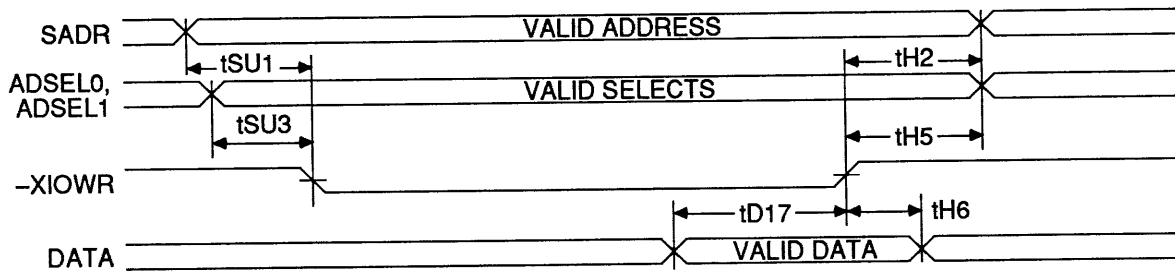 SADR
VALID ADDRESS
tSU1
tH2
ADSEL0,
ADSEL1
VALID SELECTS
tSU3
tH5
–XIOWR
tD17
tH6
DATA
VALID DATA